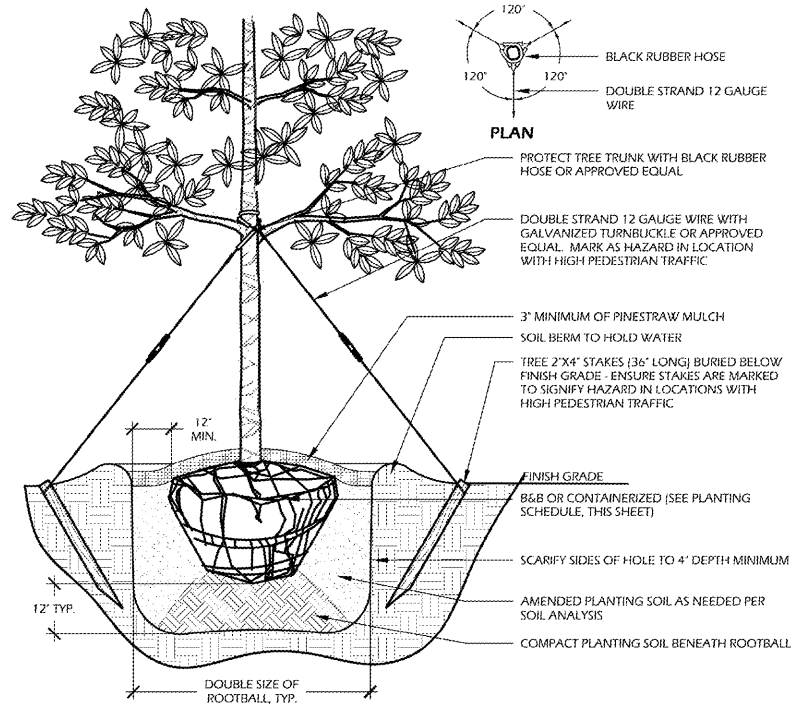 120°
120°
120°
BLACK RUBBER HOSE
DOUBLE STRAND 12 GAUGE
WIRE
PLAN
PROTECT TREE TRUNK WITH BLACK RUBBER
HOSE OR APPROVED EQUAL
DOUBLE STRAND 12 GAUGE WIRE WITH
GALVANIZED TURNBUCKLE OR APPROVED
EQUAL. MARK AS HAZARD IN LOCATION
WITH HIGH PEDESTRIAN TRAFFIC
3" MINIMUM OF PINESTRAW MULCH
SOIL BERM TO HOLD WATER
TREE 2"X4" STAKES (36" LONG) BURIED BELOW
FINISH GRADE - ENSURE STAKES ARE MARKED
TO SIGNIFY HAZARD IN LOCATIONS WITH
HIGH PEDESTRIAN TRAFFIC
12"
MIN.
FINISH GRADE
B&B OR CONTAINERIZED (SEE PLANTING
SCHEDULE, THIS SHEET)
SCARIFY SIDES OF HOLE TO 4" DEPTH MINIMUM
12" TYP.
AMENDED PLANTING SOIL AS NEEDED PER
SOIL ANALYSIS
COMPACT PLANTING SOIL BENEATH ROOTBALL
DOUBLE SIZE OF
ROOTBALL, TYP.